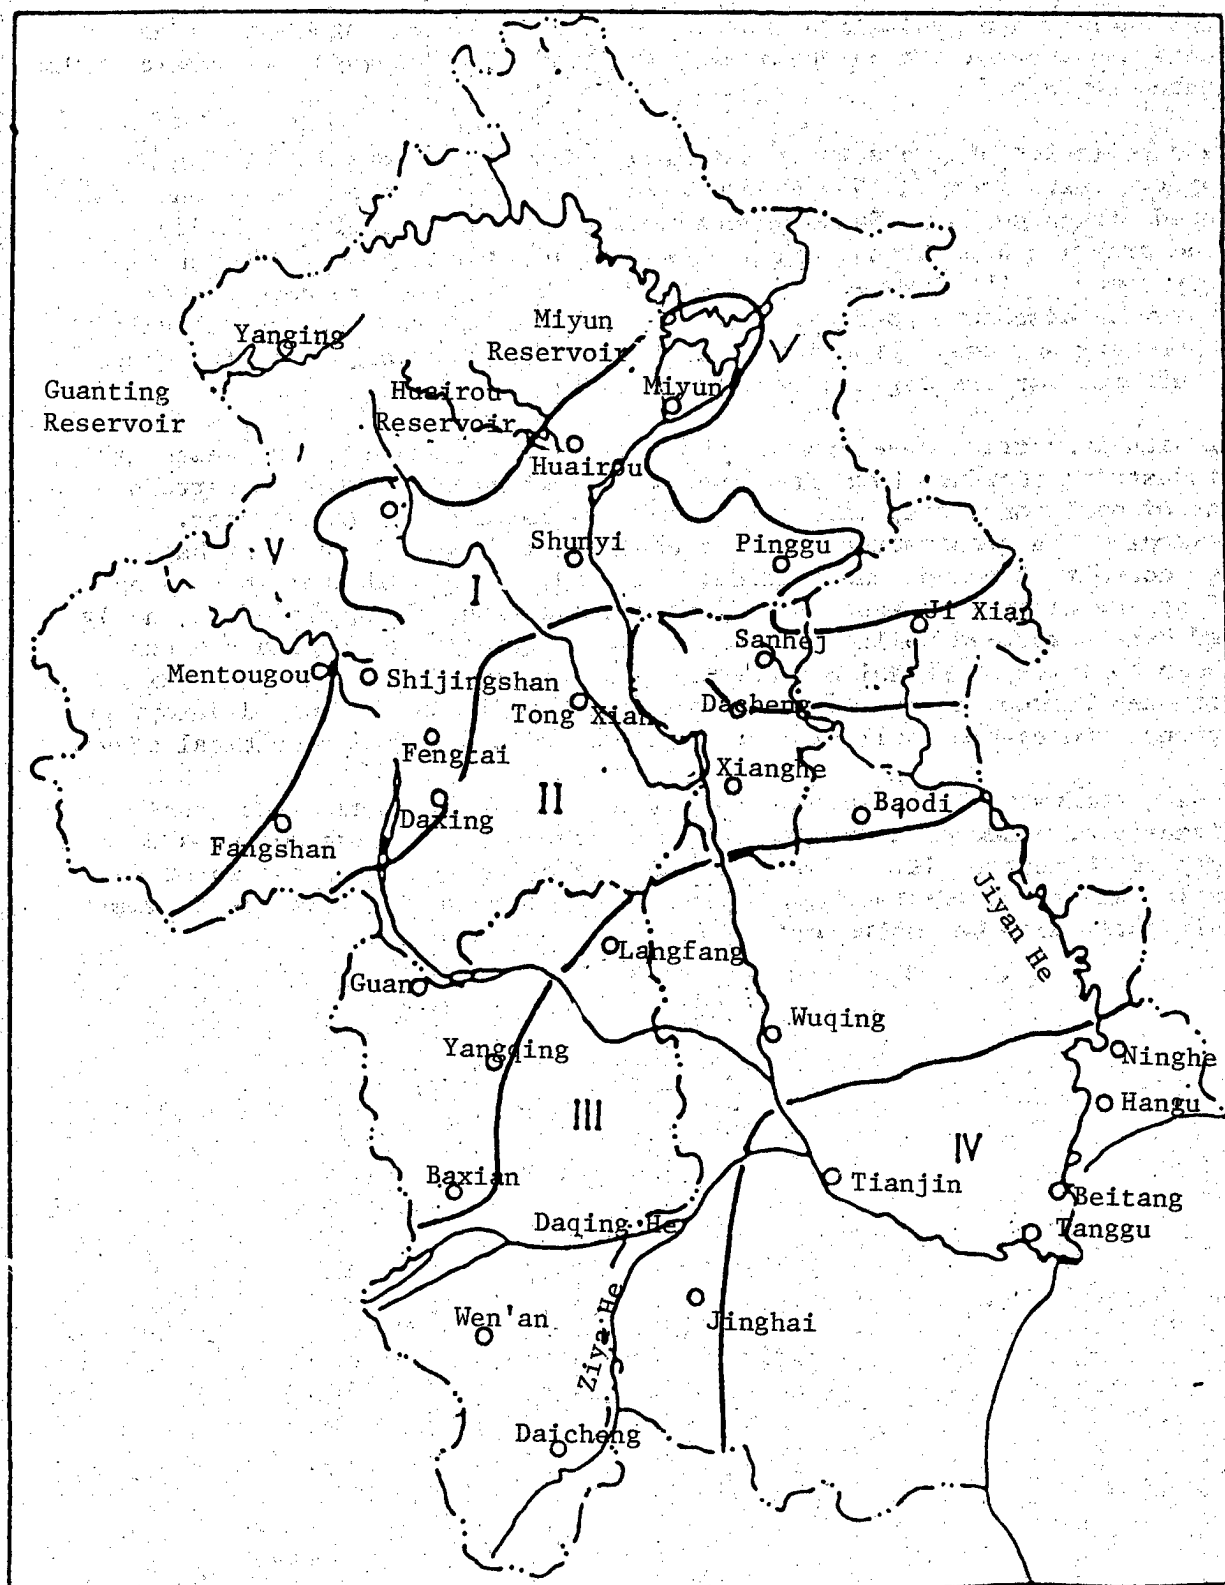 Miyun
Reservoir
Yanging
V
Guanting
Reservoir
Huairou
Reservoir
Miyun
Huairou
Shunyi
Pinggu
V
I
Ji Xian
Sanhej
Mentougou
Shijingshan
Tong Xian
Dacheng
Fengtai
Xianghe
II
Baodi
Daxing
Fangshan
Jiyan He
Langfang
Guan
Wuqing
Yangqing
Ninghe
Hangu
III
IV
Baxian
Tianjin
Beitang
Daqing He
Tanggu
Ziya He
Wen'an
Jinghai
Daicheng